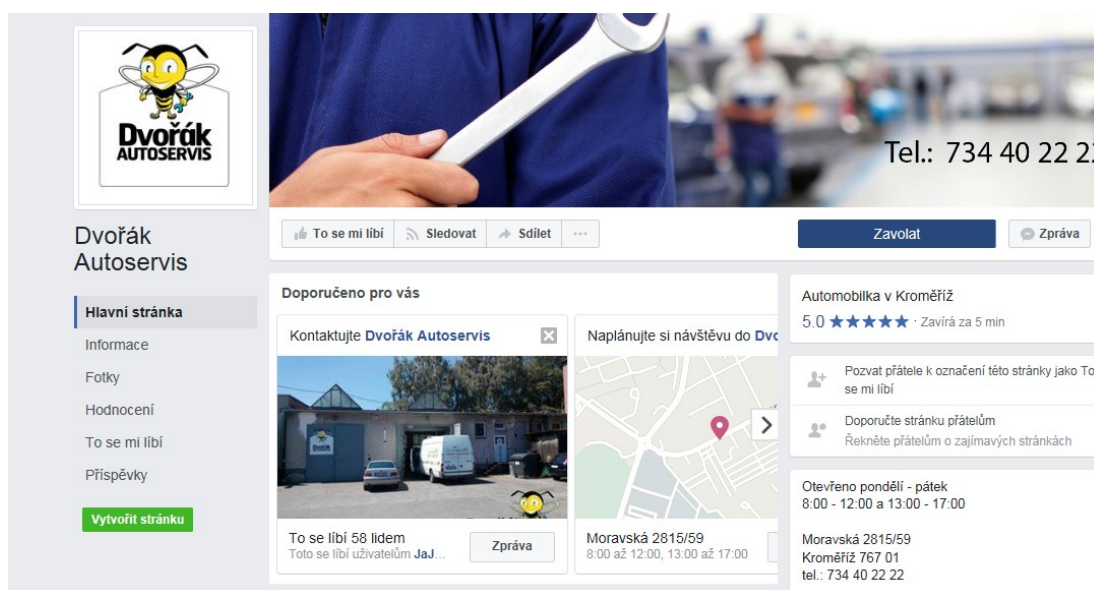 Dvořák
AUTOSERVIS
Tel.: 734 40 22 22
Dvořák
Autoservis
Hlavní stránka
Informace
Fotky
Hodnocení
To se mi líbí
Příspěvky
Vytvořit stránku
To se mi líbí
Sledovat
Sdílet
Zavolat
Zpráva
Doporučeno pro vás
Kontaktujte Dvořák Autoservis
To se líbí 58 lidem
Toto se líbí uživatelům JaJ...
Zpráva
Naplánujte si návštěvu do Dvo
Moravská 2815/59
8:00 až 12:00, 13:00 až 17:00
Automobilka v Kroměříž
5.0 ★★★★★ · Zavírá za 5 min
Pozvat přátele k označení této stránky jako To
se mi líbí
Doporučte stránku přátelům
Řekněte přátelům o zajímavých stránkách
Otevřeno pondělí - pátek
8:00 - 12:00 a 13:00 - 17:00
Moravská 2815/59
Kroměříž 767 01
tel.: 734 40 22 22